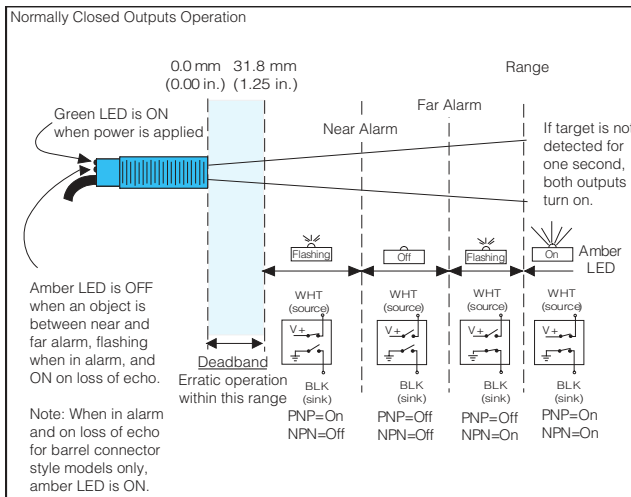 Normally Closed Outputs Operation
0.0 mm
(0.00 in.)
31.8 mm
(1.25 in.)
Range
Far Alarm
Near Alarm
Green LED is ON
when power is applied
If target is not
detected for
one second,
both outputs
turn on.
Flashing
Off
Flashing
On
Amber
LED
Amber LED is OFF
when an object is
between near and
far alarm, flashing
when in alarm, and
ON on loss of echo.
Note: When in alarm
and on loss of echo
for barrel connector
style models only,
amber LED is ON.
Deadband
Erratic operation
within this range
WHT
(source)
V+
BLK
(sink)
PNP=On
NPN=Off
WHT
(source)
V+
BLK
(sink)
PNP=Off
NPN=Off
WHT
(source)
V+
BLK
(sink)
PNP=Off
NPN=On
WHT
(source)
V+
BLK
(sink)
PNP=On
NPN=On